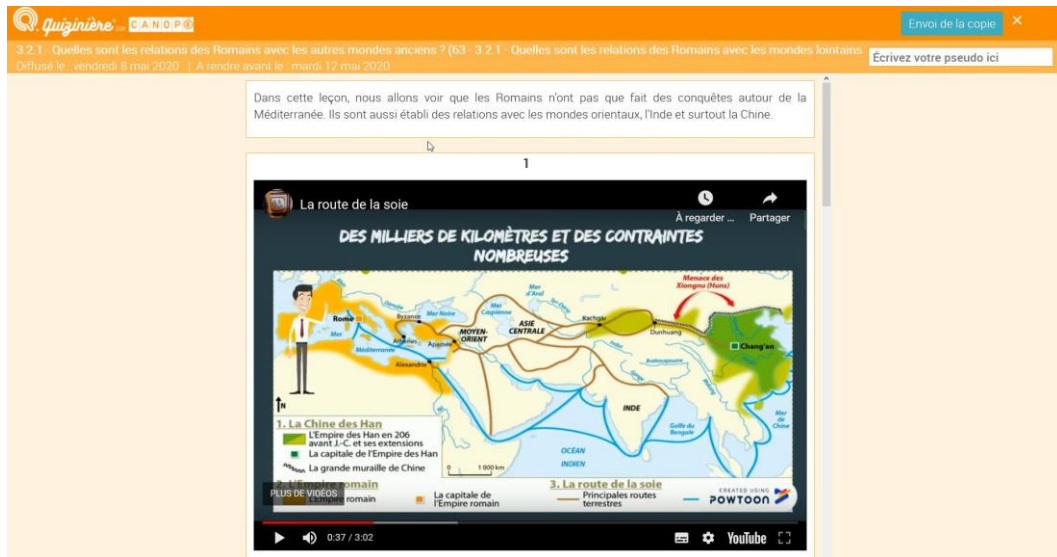 Quizinière CANOPÉ
Envoi de la copie ×
3.2.1 - Quelles sont les relations des Romains avec les autres mondes anciens ? (63 - 3.2.1 - Quelles sont les relations des Romains avec les mondes lointains
Écrivez votre pseudo ici
Diffusé le : vendredi 8 mai 2020 | A rendre avant le : mardi 12 mai 2020
Dans cette leçon, nous allons voir que les Romains n'ont pas que fait des conquêtes autour de la
Méditerranée. Ils sont aussi établi des relations avec les mondes orientaux, l'Inde et surtout la Chine.
1
La route de la soie
À regarder ... Partager
DES MILLIERS DE KILOMÈTRES ET DES CONTRAINTES
NOMBREUSES
Menace des
Xiongnu (Huns)
Mer
d'Aral
Danube
Mer
Caspienne
Rome
Byzance
Mer Noire
Kachgar
ASIE
CENTRALE
Dunhuang
MOYEN-
ORIENT
Chang'an
Mer
Méditerranée
Apamée
Alexandrie
Indus
Brahmapoutre
Gange
INDE
Golfe du
Bengale
Mer
de
Chine
N
OCÉAN
INDIEN
0 1 000 km
1. La Chine des Han
L'Empire des Han en 206
avant J.-C. et ses extensions
La capitale de l'Empire des Han
La grande muraille de Chine
2. L'Empire romain
L'Empire romain
La capitale de
l'Empire romain
3. La route de la soie
Principales routes
terrestres
PLUS DE VIDÉOS
CREATED USING
POWTOON
0:37 / 3:02
YouTube